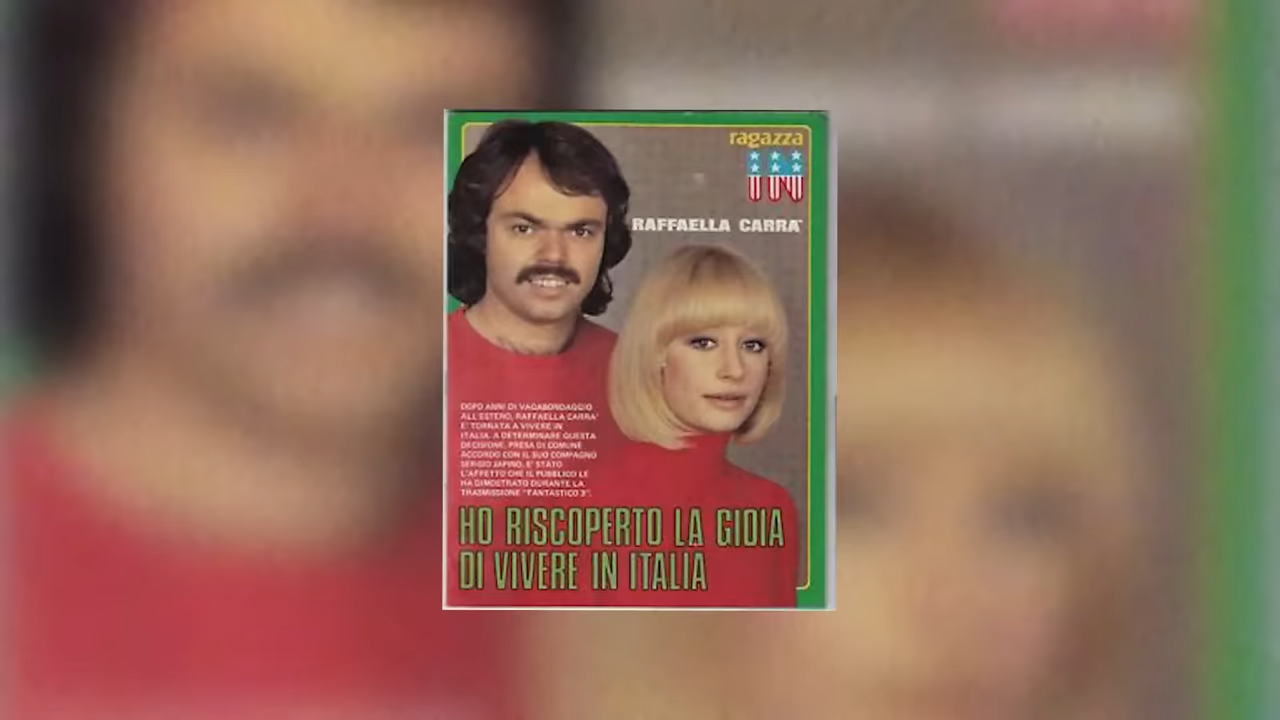 ragazza
IN
RAFFAELLA CARRA'
DOPO ANNI DI VAGABONDAGGIO
ALL'ESTERO, RAFFAELLA CARRA'
E' TORNATA A VIVERE IN
ITALIA. A DETERMINARE QUESTA
DECISIONE, PRESA DI COMUNE
ACCORDO CON IL SUO COMPAGNO
SERGIO JAPINO, E' STATO
L'AFFETTO CHE IL PUBBLICO LE
HA DIMOSTRATO DURANTE LA
TRASMISSIONE "FANTASTICO 3".
HO RISCOPERTO LA GIOIA
DI VIVERE IN ITALIA